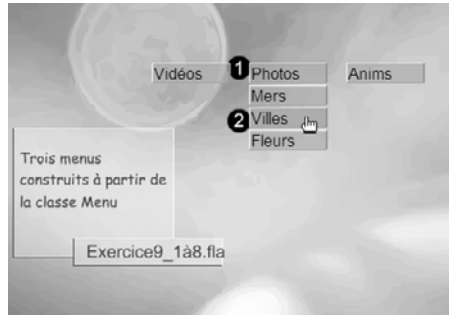 Vidéos
1
Photos
Anims
Mers
2
Villes
Fleurs
Trois menus
construits à partir de
la classe Menu
Exercice9_1à8.fla